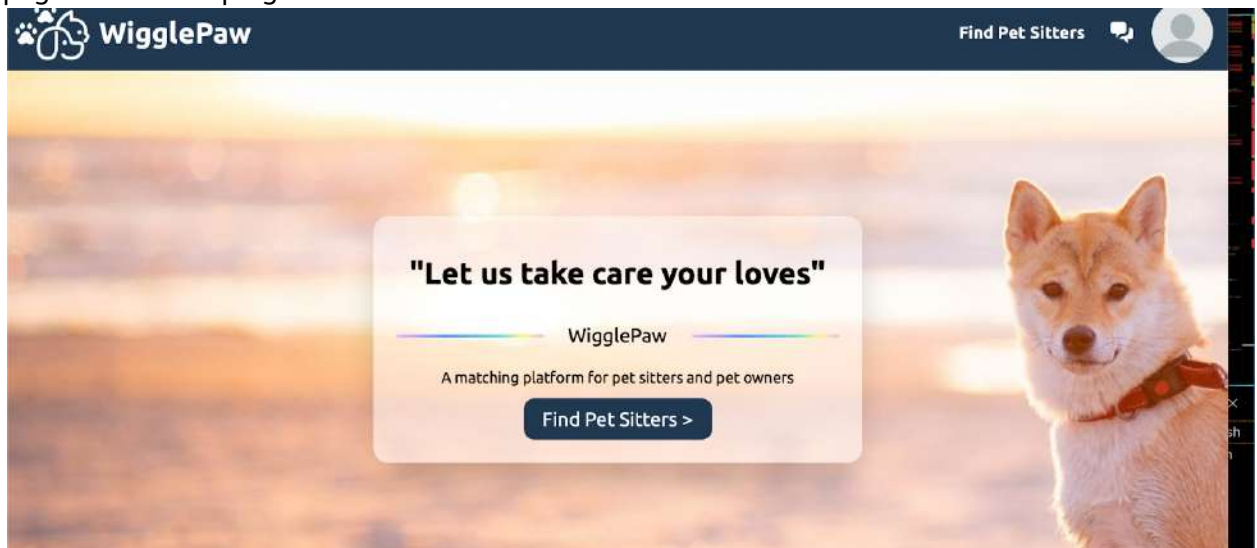 WigglePaw
Find Pet Sitters
"Let us take care your loves"
WigglePaw
A matching platform for pet sitters and pet owners
Find Pet Sitters >
sh